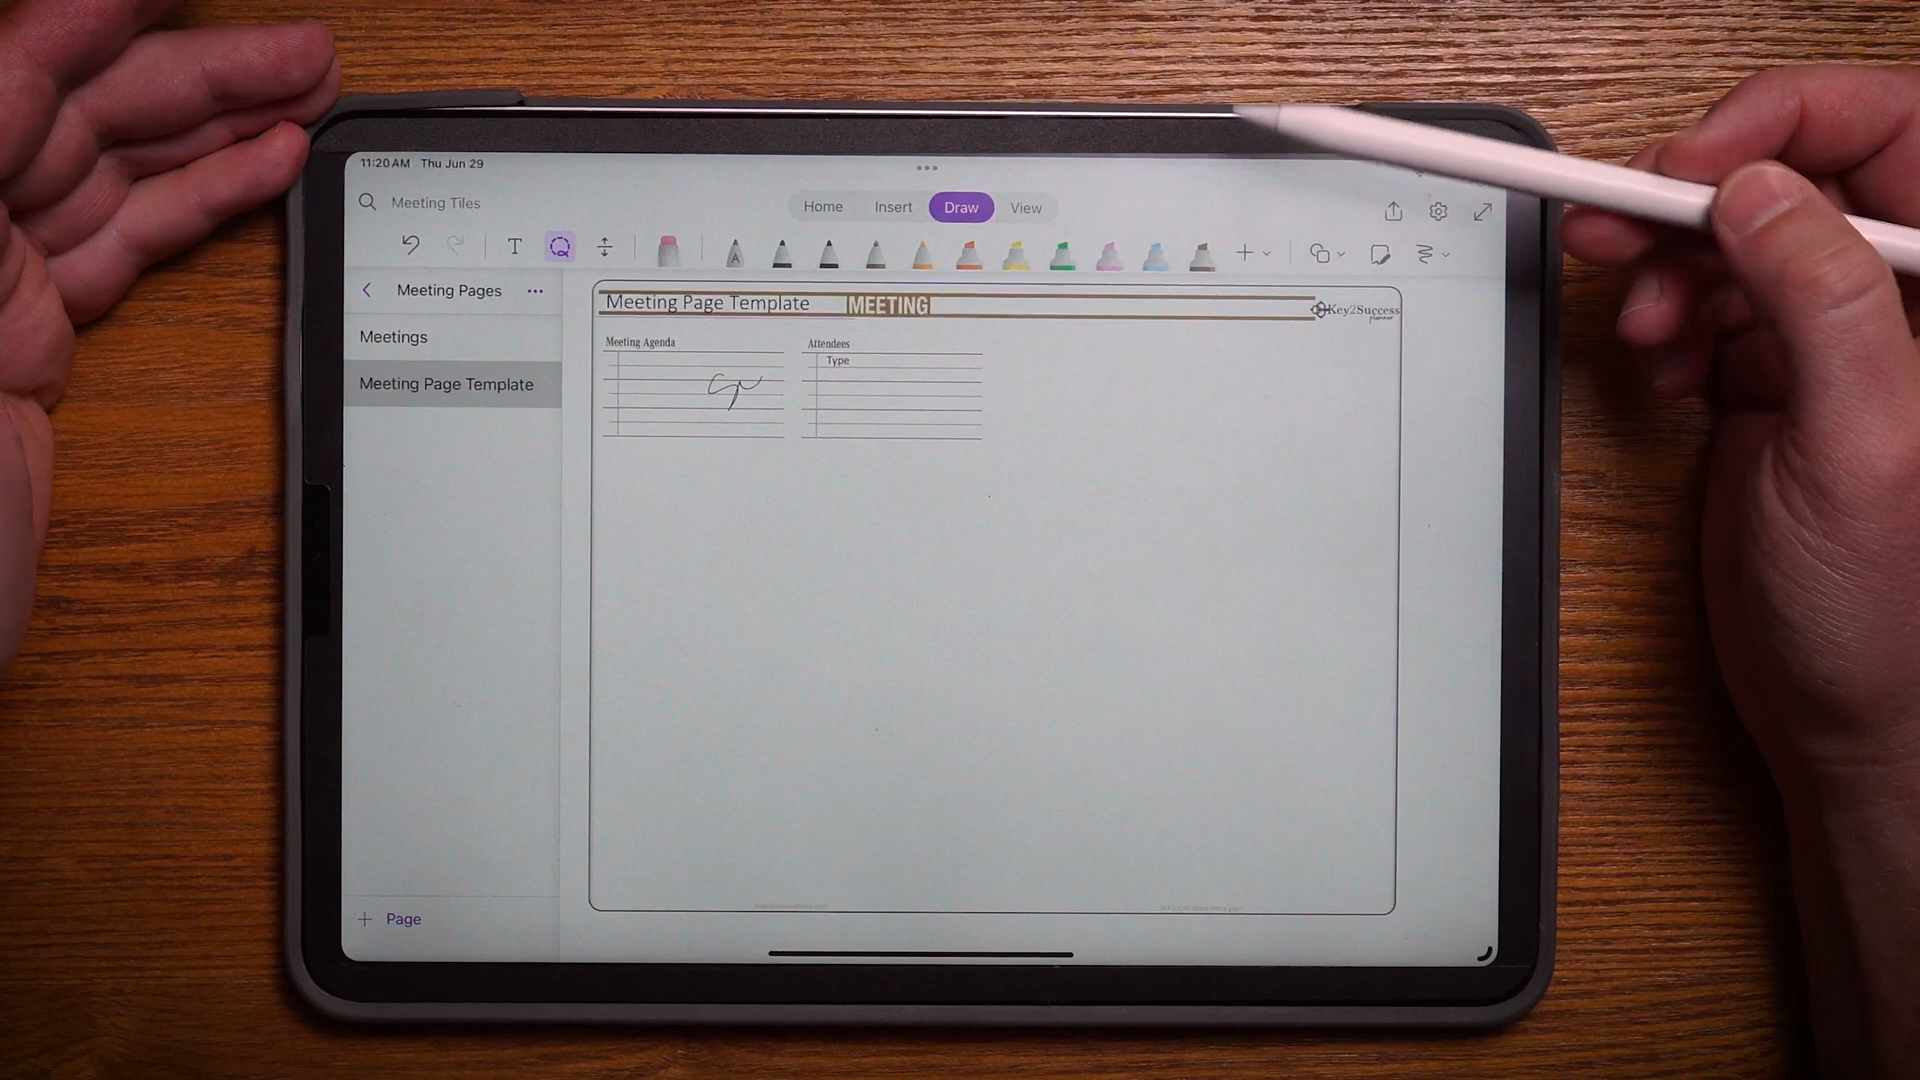 11:20 AM Thu Jun 29
Meeting Tiles
Home Insert Draw View
T
A
Meeting Pages
Meetings
Meeting Page Template
Page
Meeting Page Template MEETING
Key2Success
planner
Meeting Agenda
Attendees
Type